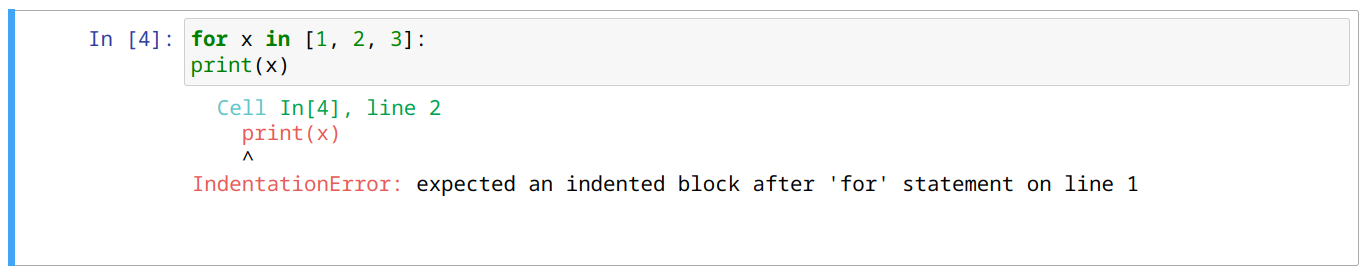 In [4]: for x in [1, 2, 3]:
print(x)
Cell In[4], line 2
print(x)
^
IndentationError: expected an indented block after 'for' statement on line 1